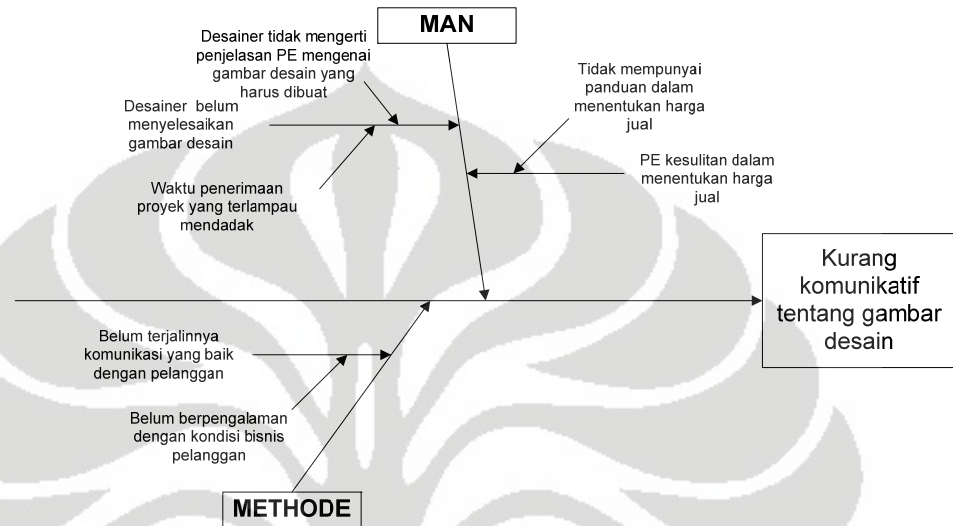 MAN
Desainer tidak mengerti
penjelasan PE mengenai
gambar desain yang
harus dibuat
Desainer belum
menyelesaikan
gambar desain
Waktu penerimaan
proyek yang terlampau
mendadak
Tidak mempunyai
panduan dalam
menentukan harga
jual
PE kesulitan dalam
menentukan harga
jual
Kurang
komunikatif
tentang gambar
desain
Belum terjalinnya
komunikasi yang baik
dengan pelanggan
Belum berpengalaman
dengan kondisi bisnis
pelanggan
METHODE